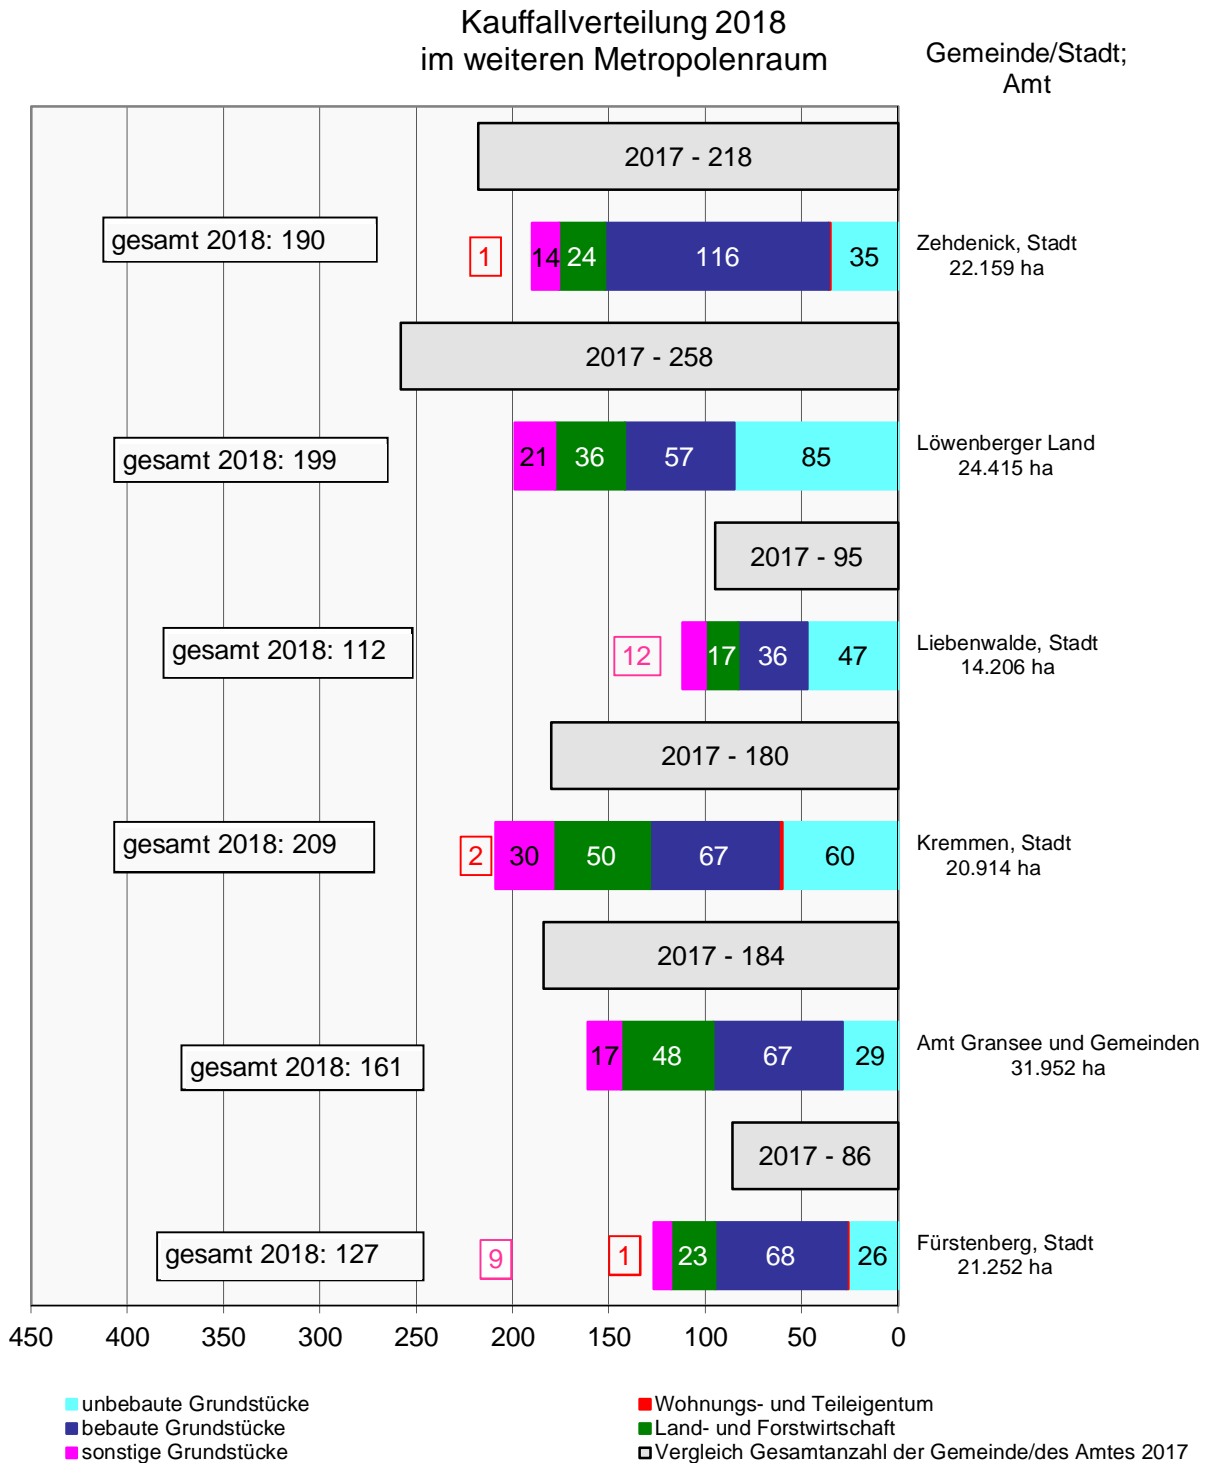 Kauffallverteilung 2018
im weiteren Metropolenraum
Gemeinde/Stadt;
Amt
2017 - 218
gesamt 2018: 190
1
14
24
116
35
Zehdenick, Stadt
22.159 ha
2017 - 258
gesamt 2018: 199
21
36
57
85
Löwenberger Land
24.415 ha
2017 - 95
gesamt 2018: 112
12
17
36
47
Liebenwalde, Stadt
14.206 ha
2017 - 180
gesamt 2018: 209
2
30
50
67
60
Kremmen, Stadt
20.914 ha
2017 - 184
gesamt 2018: 161
17
48
67
29
Amt Gransee und Gemeinden
31.952 ha
2017 - 86
gesamt 2018: 127
9
1
23
68
26
Fürstenberg, Stadt
21.252 ha
450 400 350 300 250 200 150 100 50 0
unbebaute Grundstücke
bebaute Grundstücke
sonstige Grundstücke
Wohnungs- und Teileigentum
Land- und Forstwirtschaft
Vergleich Gesamtanzahl der Gemeinde/des Amtes 2017